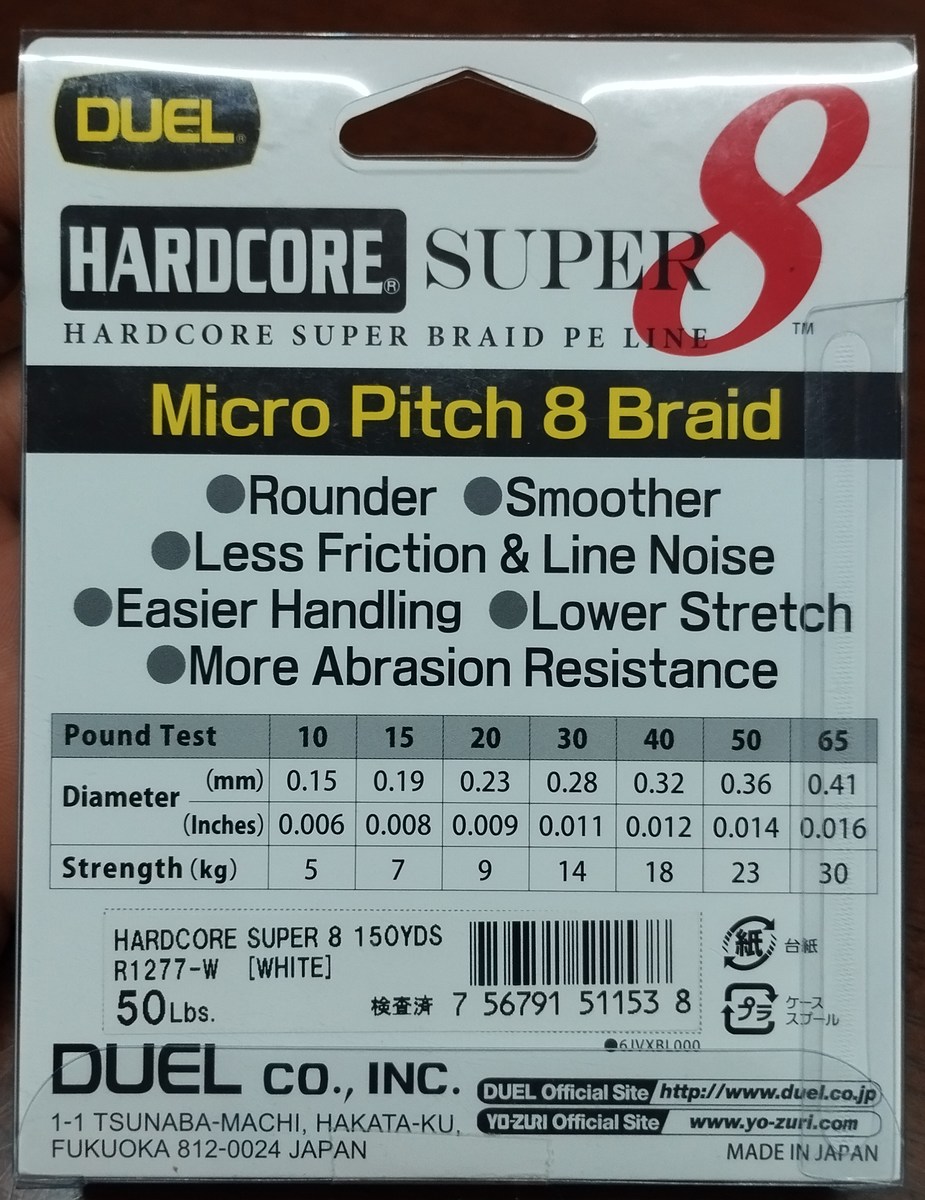 DUEL®
HARDCORE® SUPER 8™
HARDCORE SUPER BRAID PE LINE
Micro Pitch 8 Braid
●Rounder ●Smoother
●Less Friction & Line Noise
●Easier Handling ●Lower Stretch
●More Abrasion Resistance
Pound Test 10 15 20 30 40 50 65
Diameter (mm) 0.15 0.19 0.23 0.28 0.32 0.36 0.41
(Inches) 0.006 0.008 0.009 0.011 0.012 0.014 0.016
Strength (kg) 5 7 9 14 18 23 30
HARDCORE SUPER 8 150YDS
R1277-W [WHITE]
50Lbs. 検査済 7 56791 51153 8
紙 台紙
プラ ケース
スプール
DUEL CO., INC.
DUEL Official Site http://www.duel.co.jp
YO-ZURI Official Site www.yo-zuri.com
1-1 TSUNABA-MACHI, HAKATA-KU,
FUKUOKA 812-0024 JAPAN
MADE IN JAPAN